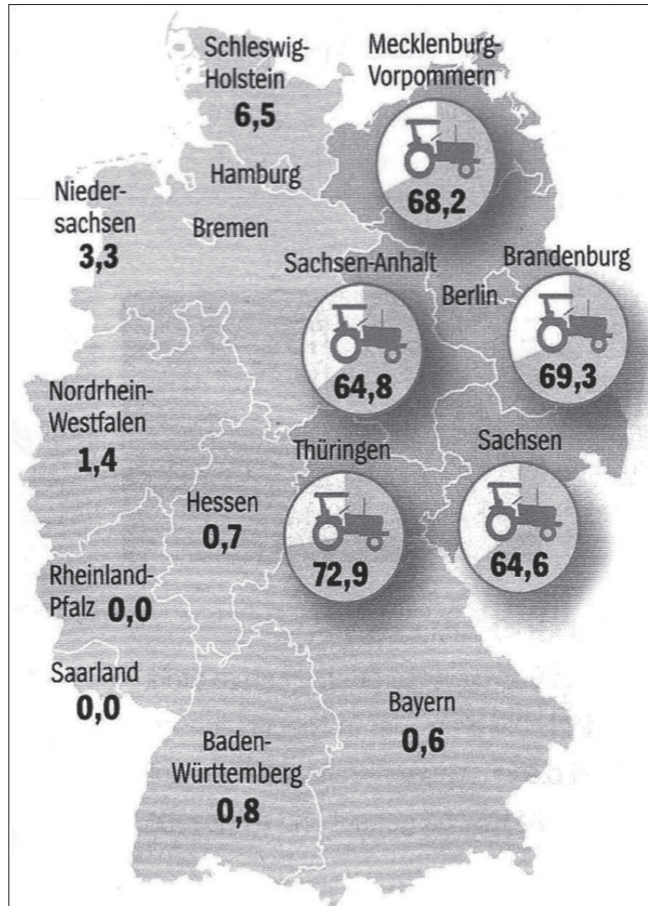 Schleswig-
Holstein
6,5
Mecklenburg-
Vorpommern
68,2
Hamburg
Nieder-
sachsen
3,3
Bremen
Sachsen-Anhalt
64,8
Berlin
Brandenburg
69,3
Nordrhein-
Westfalen
1,4
Thüringen
72,9
Sachsen
64,6
Hessen
0,7
Rheinland-
Pfalz 0,0
Saarland
0,0
Bayern
0,6
Baden-
Württemberg
0,8